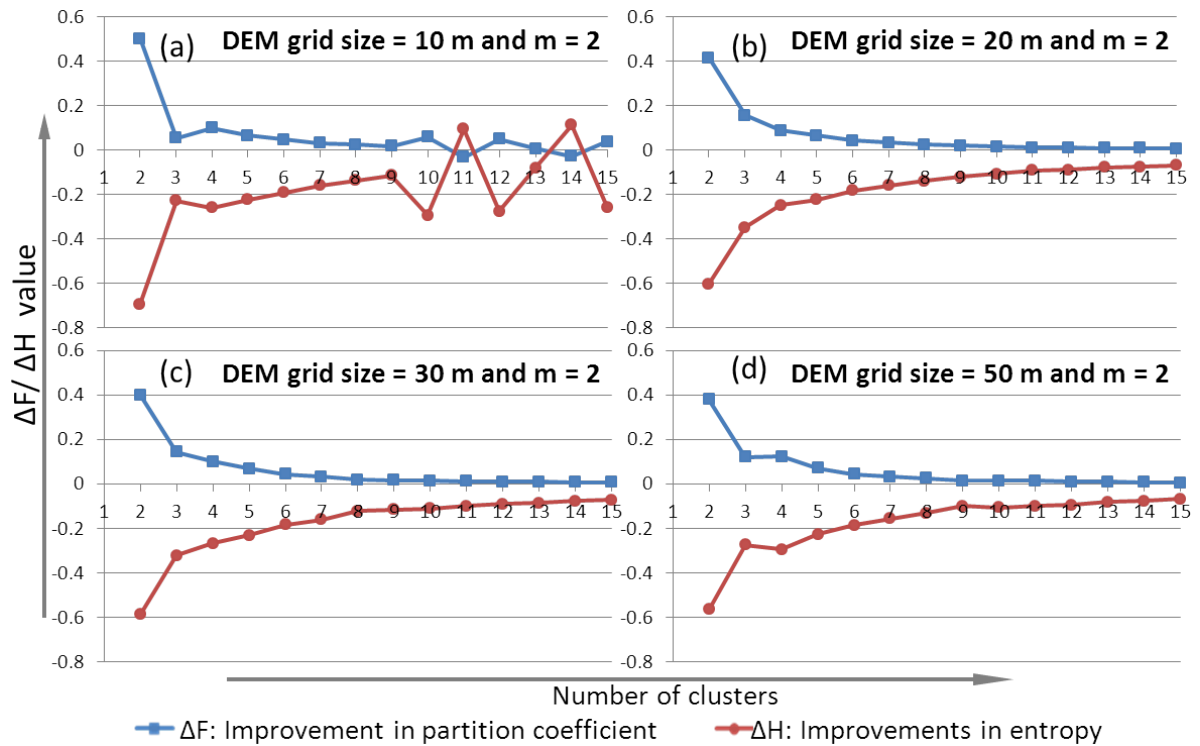 0.6
0.4
0.2
0
-0.2
-0.4
-0.6
-0.8
(a) DEM grid size = 10 m and m = 2
1 2 3 4 5 6 7 8 9 10 11 12 13 14 15
0.6
0.4
0.2
0
-0.2
-0.4
-0.6
-0.8
(b) DEM grid size = 20 m and m = 2
1 2 3 4 5 6 7 8 9 10 11 12 13 14 15
0.6
0.4
0.2
0
-0.2
-0.4
-0.6
-0.8
(c) DEM grid size = 30 m and m = 2
1 2 3 4 5 6 7 8 9 10 11 12 13 14 15
0.6
0.4
0.2
0
-0.2
-0.4
-0.6
-0.8
(d) DEM grid size = 50 m and m = 2
1 2 3 4 5 6 7 8 9 10 11 12 13 14 15
ΔF/ ΔH value
Number of clusters
ΔF: Improvement in partition coefficient
ΔH: Improvements in entropy